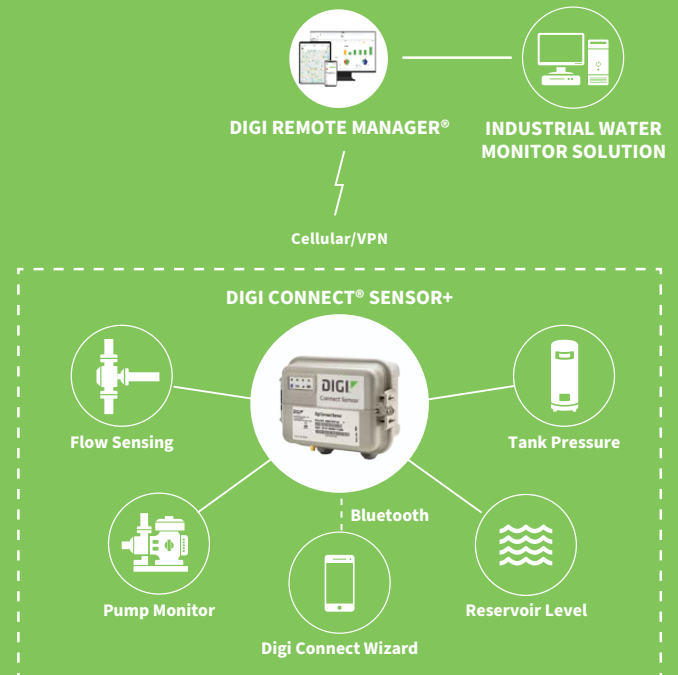 DIGI REMOTE MANAGER®
INDUSTRIAL WATER
MONITOR SOLUTION
Cellular/VPN
DIGI CONNECT® SENSOR+
DIGI
Connect Sensor
Flow Sensing
Tank Pressure
Bluetooth
Pump Monitor
Reservoir Level
Digi Connect Wizard